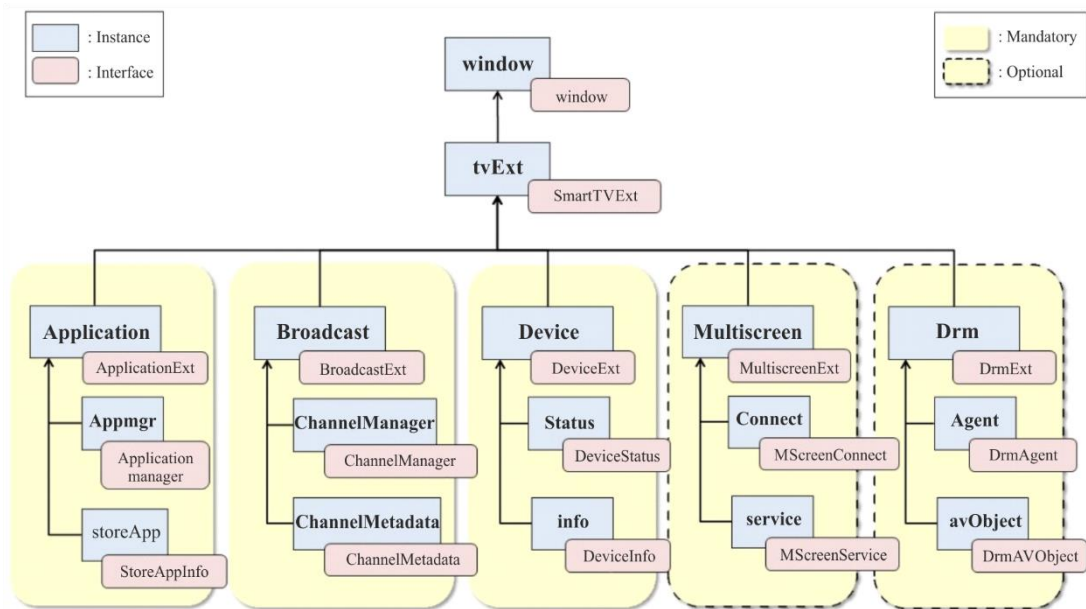 : Instance
: Interface
: Mandatory
: Optional
window
window
tvExt
SmartTVExt
Application
ApplicationExt
Appmgr
Application
manager
storeApp
StoreAppInfo
Broadcast
BroadcastExt
ChannelManager
ChannelManager
ChannelMetadata
ChannelMetadata
Device
DeviceExt
Status
DeviceStatus
info
DeviceInfo
Multiscreen
MultiscreenExt
Connect
MScreenConnect
service
MScreenService
Drm
DrmExt
Agent
DrmAgent
avObject
DrmAVObject